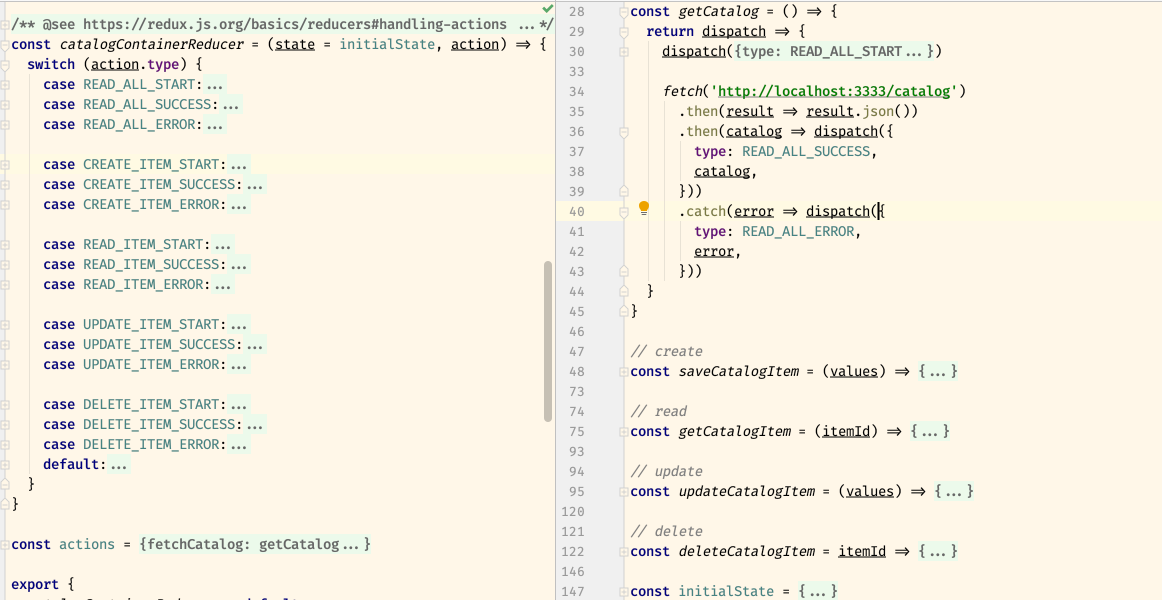 /** @see https://redux.js.org/basics/reducers#handling-actions ...*/
const catalogContainerReducer = (state = initialState, action) => {
switch (action.type) {
case READ_ALL_START:...
case READ_ALL_SUCCESS:...
case READ_ALL_ERROR:...
case CREATE_ITEM_START:...
case CREATE_ITEM_SUCCESS:...
case CREATE_ITEM_ERROR:...
case READ_ITEM_START:...
case READ_ITEM_SUCCESS:...
case READ_ITEM_ERROR:...
case UPDATE_ITEM_START:...
case UPDATE_ITEM_SUCCESS:...
case UPDATE_ITEM_ERROR:...
case DELETE_ITEM_START:...
case DELETE_ITEM_SUCCESS:...
case DELETE_ITEM_ERROR:...
default:...
}
}
const actions = {fetchCatalog: getCatalog...}
export {
28 const getCatalog = () => {
29 return dispatch => {
30 dispatch({type: READ_ALL_START...})
33
34 fetch('http://localhost:3333/catalog')
35 .then(result => result.json())
36 .then(catalog => dispatch({
37 type: READ_ALL_SUCCESS,
38 catalog,
39 }))
40 .catch(error => dispatch({
41 type: READ_ALL_ERROR,
42 error,
43 }))
44 }
45 }
46
47 // create
48 const saveCatalogItem = (values) => {...}
73
74 // read
75 const getCatalogItem = (itemId) => {...}
93
94 // update
95 const updateCatalogItem = (values) => {...}
120
121 // delete
122 const deleteCatalogItem = itemId => {...}
146
147 const initialState = {...}